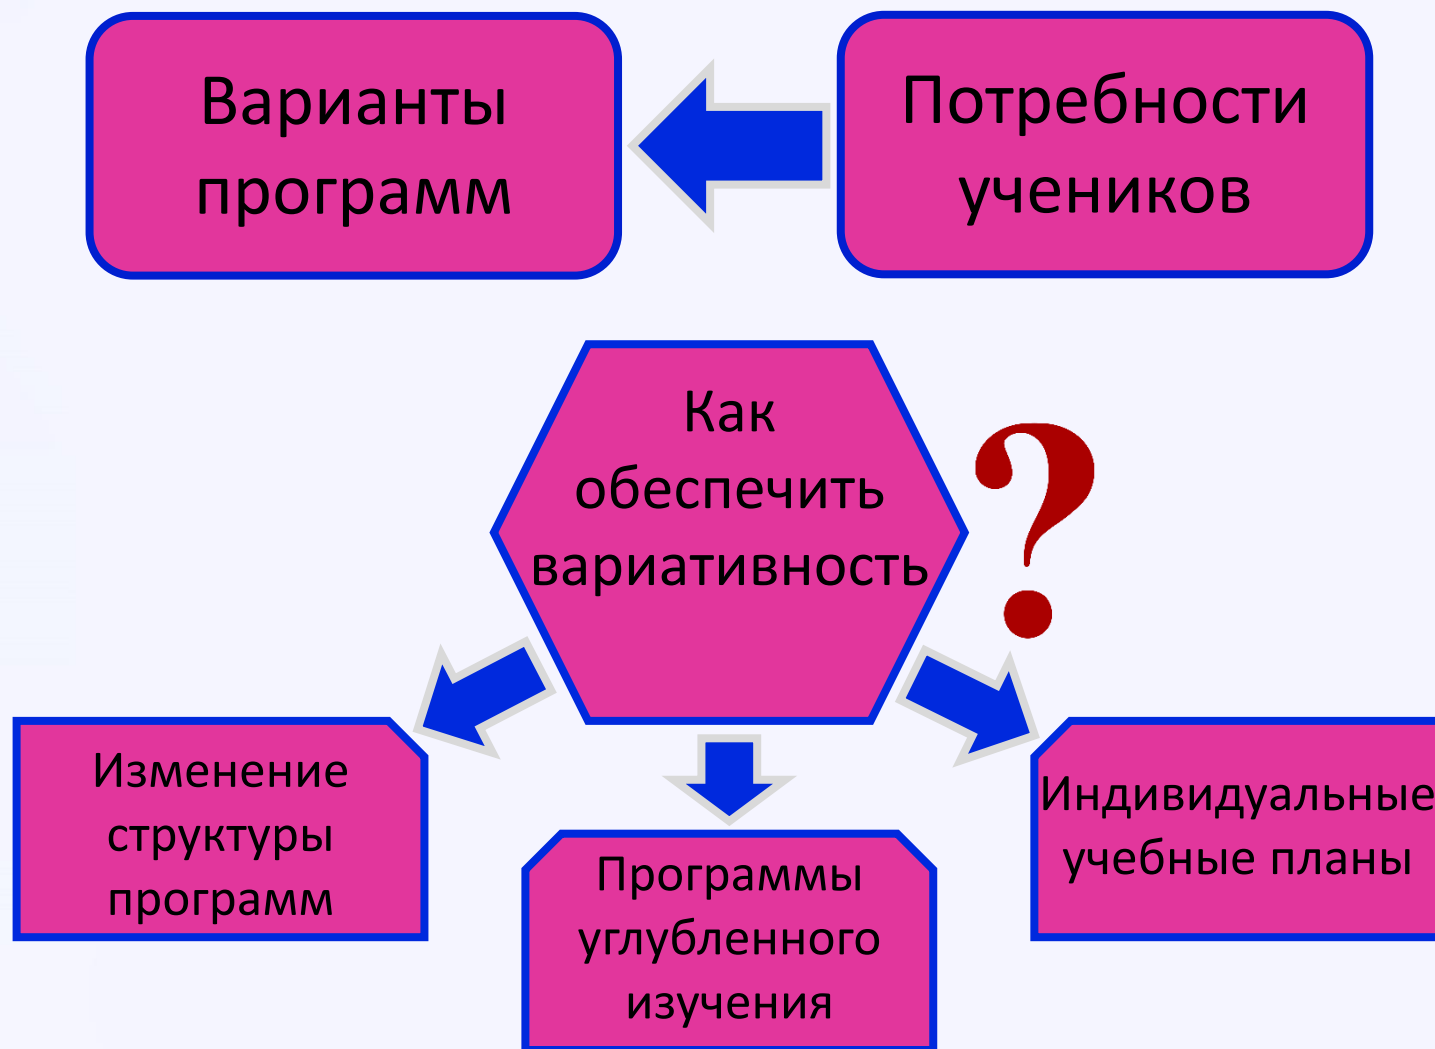 Варианты
программ
Потребности
учеников
Как
обеспечить
вариативность
?
Изменение
структуры
программ
Программы
углубленного
изучения
Индивидуальные
учебные планы